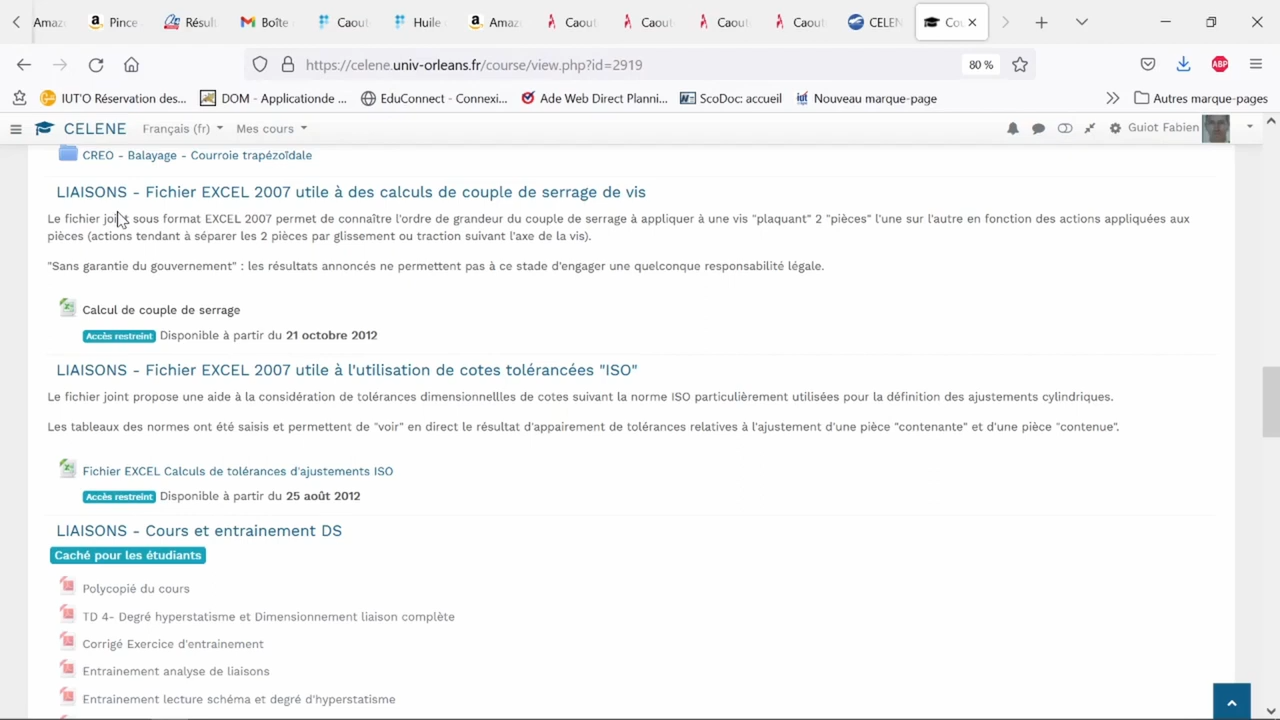 Amaz
Pince
Résul
Boîte
Caout
Huile
Amaz
Caout
Caout
Caout
Caout
CELEN
Cou
https://celene.univ-orleans.fr/course/view.php?id=2919
80 %
ABP
IUT'O Réservation des...
DOM - Applicationde ...
EduConnect - Connexi...
Ade Web Direct Planni...
ScoDoc: accueil
Nouveau marque-page
Autres marque-pages
CELENE
Français (fr)
Mes cours
Guiot Fabien
CREO - Balayage - Courroie trapézoïdale
LIAISONS - Fichier EXCEL 2007 utile à des calculs de couple de serrage de vis
Le fichier joint sous format EXCEL 2007 permet de connaître l'ordre de grandeur du couple de serrage à appliquer à une vis "plaquant" 2 "pièces" l'une sur l'autre en fonction des actions appliquées aux
pièces (actions tendant à séparer les 2 pièces par glissement ou traction suivant l'axe de la vis).
"Sans garantie du gouvernement" : les résultats annoncés ne permettent pas à ce stade d'engager une quelconque responsabilité légale.
Calcul de couple de serrage
Accès restreint Disponible à partir du 21 octobre 2012
LIAISONS - Fichier EXCEL 2007 utile à l'utilisation de cotes tolérancées "ISO"
Le fichier joint propose une aide à la considération de tolérances dimensionnellles de cotes suivant la norme ISO particulièrement utilisées pour la définition des ajustements cylindriques.
Les tableaux des normes ont été saisis et permettent de "voir" en direct le résultat d'appairement de tolérances relatives à l'ajustement d'une pièce "contenante" et d'une pièce "contenue".
Fichier EXCEL Calculs de tolérances d'ajustements ISO
Accès restreint Disponible à partir du 25 août 2012
LIAISONS - Cours et entrainement DS
Caché pour les étudiants
Polycopié du cours
TD 4- Degré hyperstatisme et Dimensionnement liaison complète
Corrigé Exercice d'entrainement
Entrainement analyse de liaisons
Entrainement lecture schéma et degré d'hyperstatisme